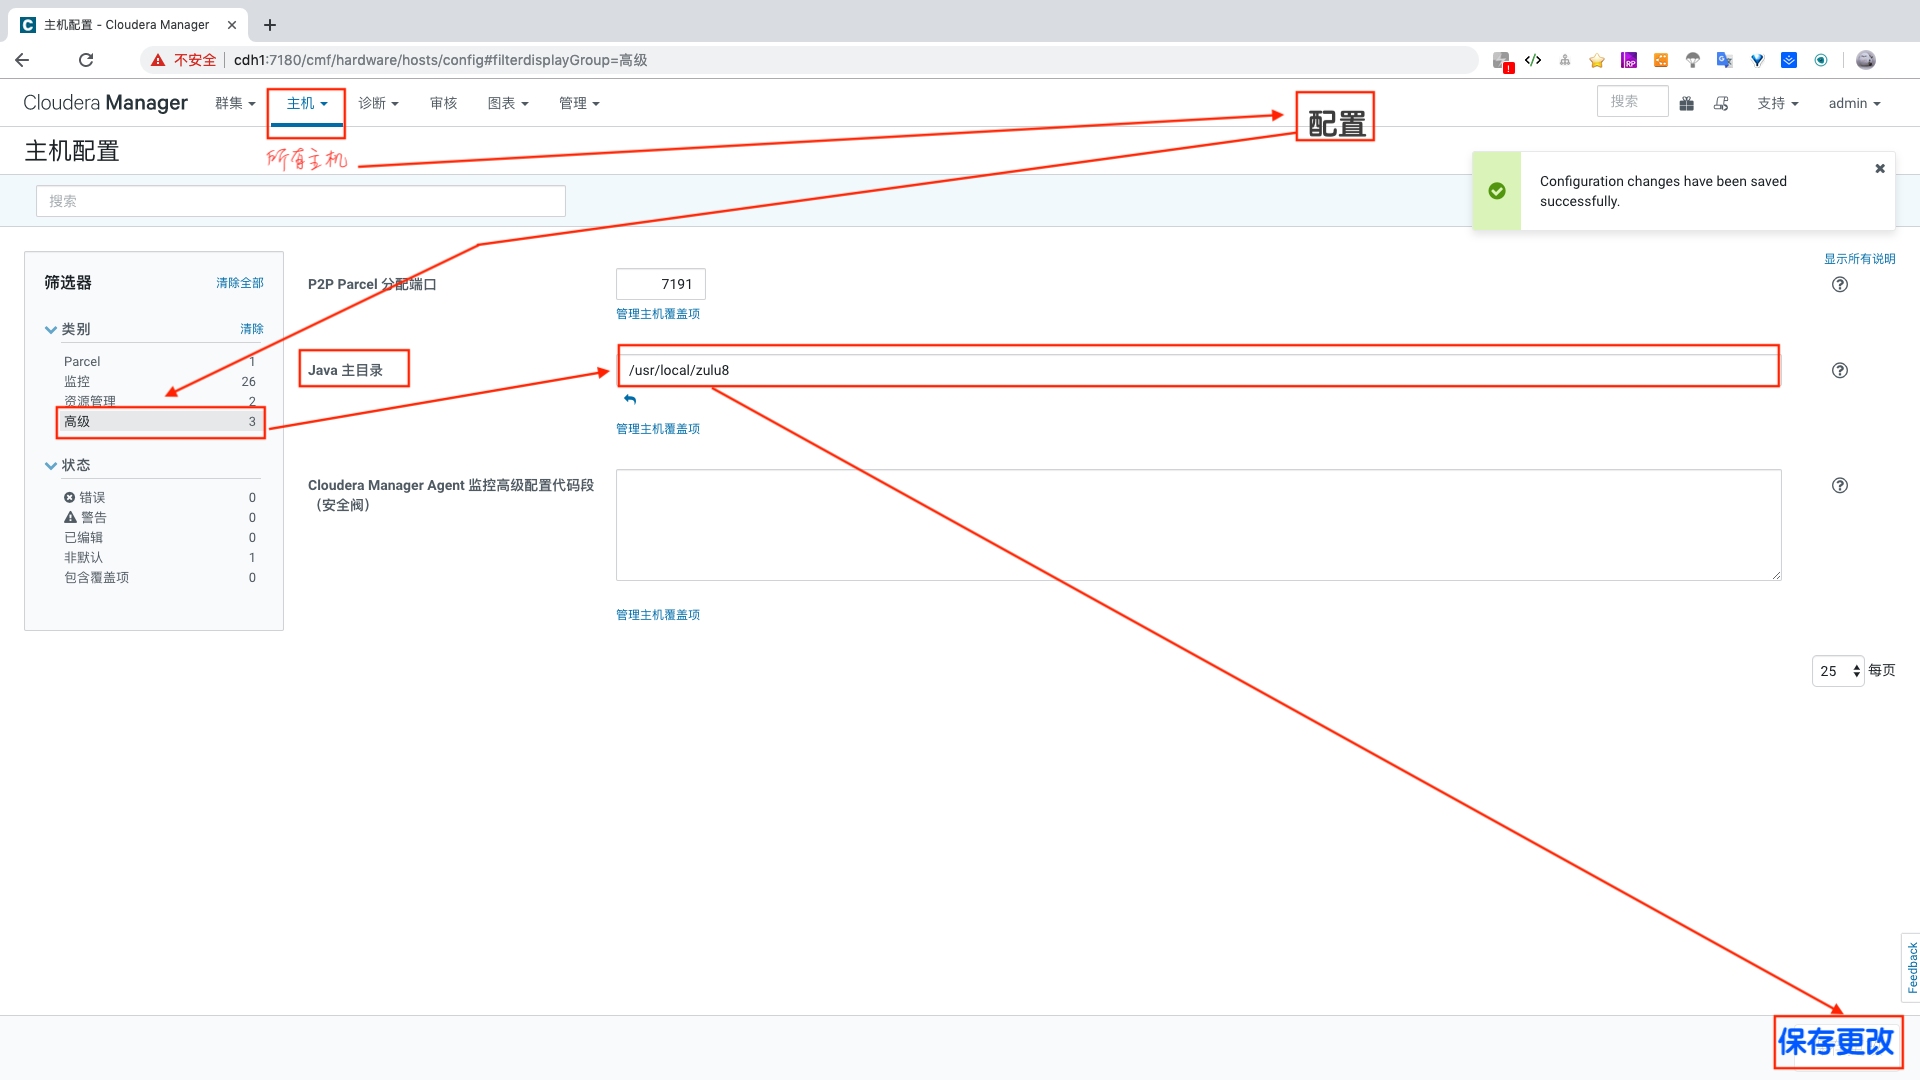 主机配置 - Cloudera Manager
不安全 cdh1:7180/cmf/hardware/hosts/config#filterdisplayGroup=高级
Cloudera Manager 群集 主机 诊断 审核 图表 管理 搜索 支持 admin
配置
主机配置
所有主机
搜索
Configuration changes have been saved
successfully.
显示所有说明
筛选器 清除全部
类别 清除
Parcel 1
监控 26
资源管理 2
高级 3
状态
错误 0
警告 0
已编辑 0
非默认 1
包含覆盖项 0
P2P Parcel 分配端口 7191
管理主机覆盖项
Java 主目录 /usr/local/zulu8
管理主机覆盖项
Cloudera Manager Agent 监控高级配置代码段
（安全阀）
管理主机覆盖项
25 每页
Feedback
保存更改